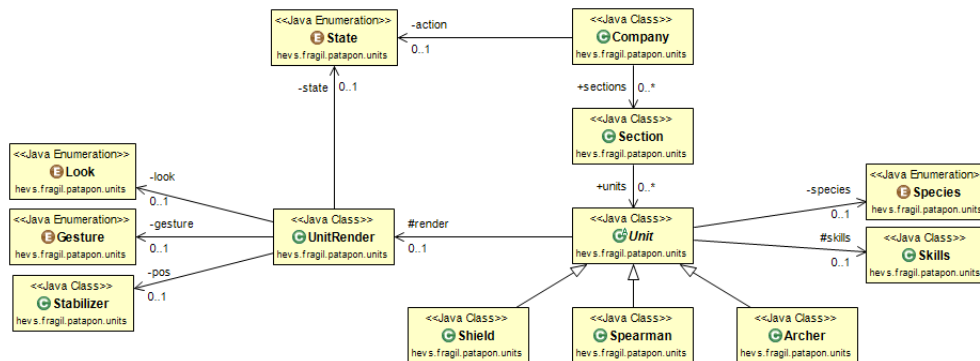 <<Java Enumeration>>
State
hevs.fragil.patapon.units
-action
0..1
<<Java Class>>
Company
hevs.fragil.patapon.units
-state
0..1
+sections
0..*
<<Java Class>>
Section
hevs.fragil.patapon.units
<<Java Enumeration>>
Look
hevs.fragil.patapon.units
-look
0..1
+units
0..*
<<Java Enumeration>>
Species
hevs.fragil.patapon.units
-species
0..1
<<Java Enumeration>>
Gesture
hevs.fragil.patapon.units
-gesture
0..1
<<Java Class>>
UnitRender
hevs.fragil.patapon.units
#render
0..1
<<Java Class>>
Unit
hevs.fragil.patapon.units
#skills
0..1
<<Java Class>>
Skills
hevs.fragil.patapon.units
<<Java Class>>
Stabilizer
hevs.fragil.patapon.units
-pos
0..1
<<Java Class>>
Shield
hevs.fragil.patapon.units
<<Java Class>>
Spearman
hevs.fragil.patapon.units
<<Java Class>>
Archer
hevs.fragil.patapon.units